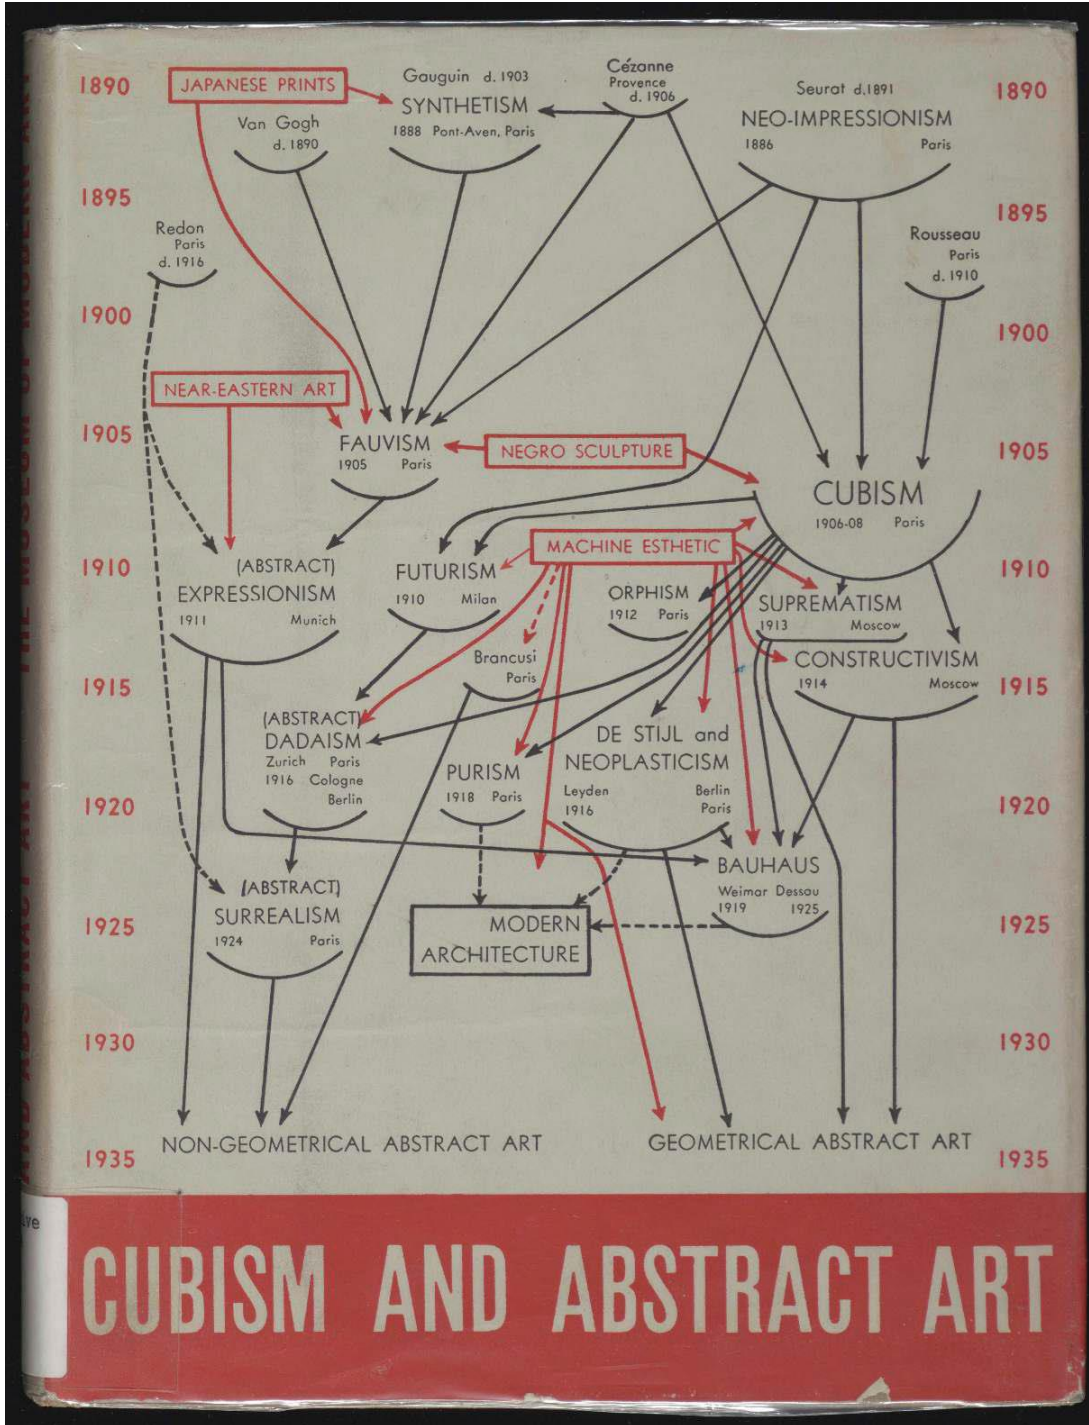 1890
JAPANESE PRINTS
Gauguin d. 1903
SYNTHETISM
1888 Pont-Aven, Paris
Cézanne
Provence
d. 1906
Seurat d.1891
NEO-IMPRESSIONISM
1886 Paris
1890
Van Gogh
d. 1890
1895
1895
Redon
Paris
d. 1916
Rousseau
Paris
d. 1910
1900
1900
NEAR-EASTERN ART
1905
FAUVISM
1905 Paris
NEGRO SCULPTURE
1905
CUBISM
1906-08 Paris
1910
(ABSTRACT)
EXPRESSIONISM
1911 Munich
FUTURISM
1910 Milan
MACHINE ESTHETIC
ORPHISM
1912 Paris
SUPREMATISM
1913 Moscow
1910
Brancusi
Paris
CONSTRUCTIVISM
1914 Moscow
1915
1915
(ABSTRACT)
DADAISM
Zurich Paris
1916 Cologne
Berlin
PURISM
1918 Paris
DE STIJL and
NEOPLASTICISM
Leyden Berlin
1916 Paris
1920
1920
(ABSTRACT)
SURREALISM
1924 Paris
BAUHAUS
Weimar Dessau
1919 1925
1925
MODERN
ARCHITECTURE
1925
1930
1930
NON-GEOMETRICAL ABSTRACT ART
GEOMETRICAL ABSTRACT ART
1935
1935
CUBISM AND ABSTRACT ART